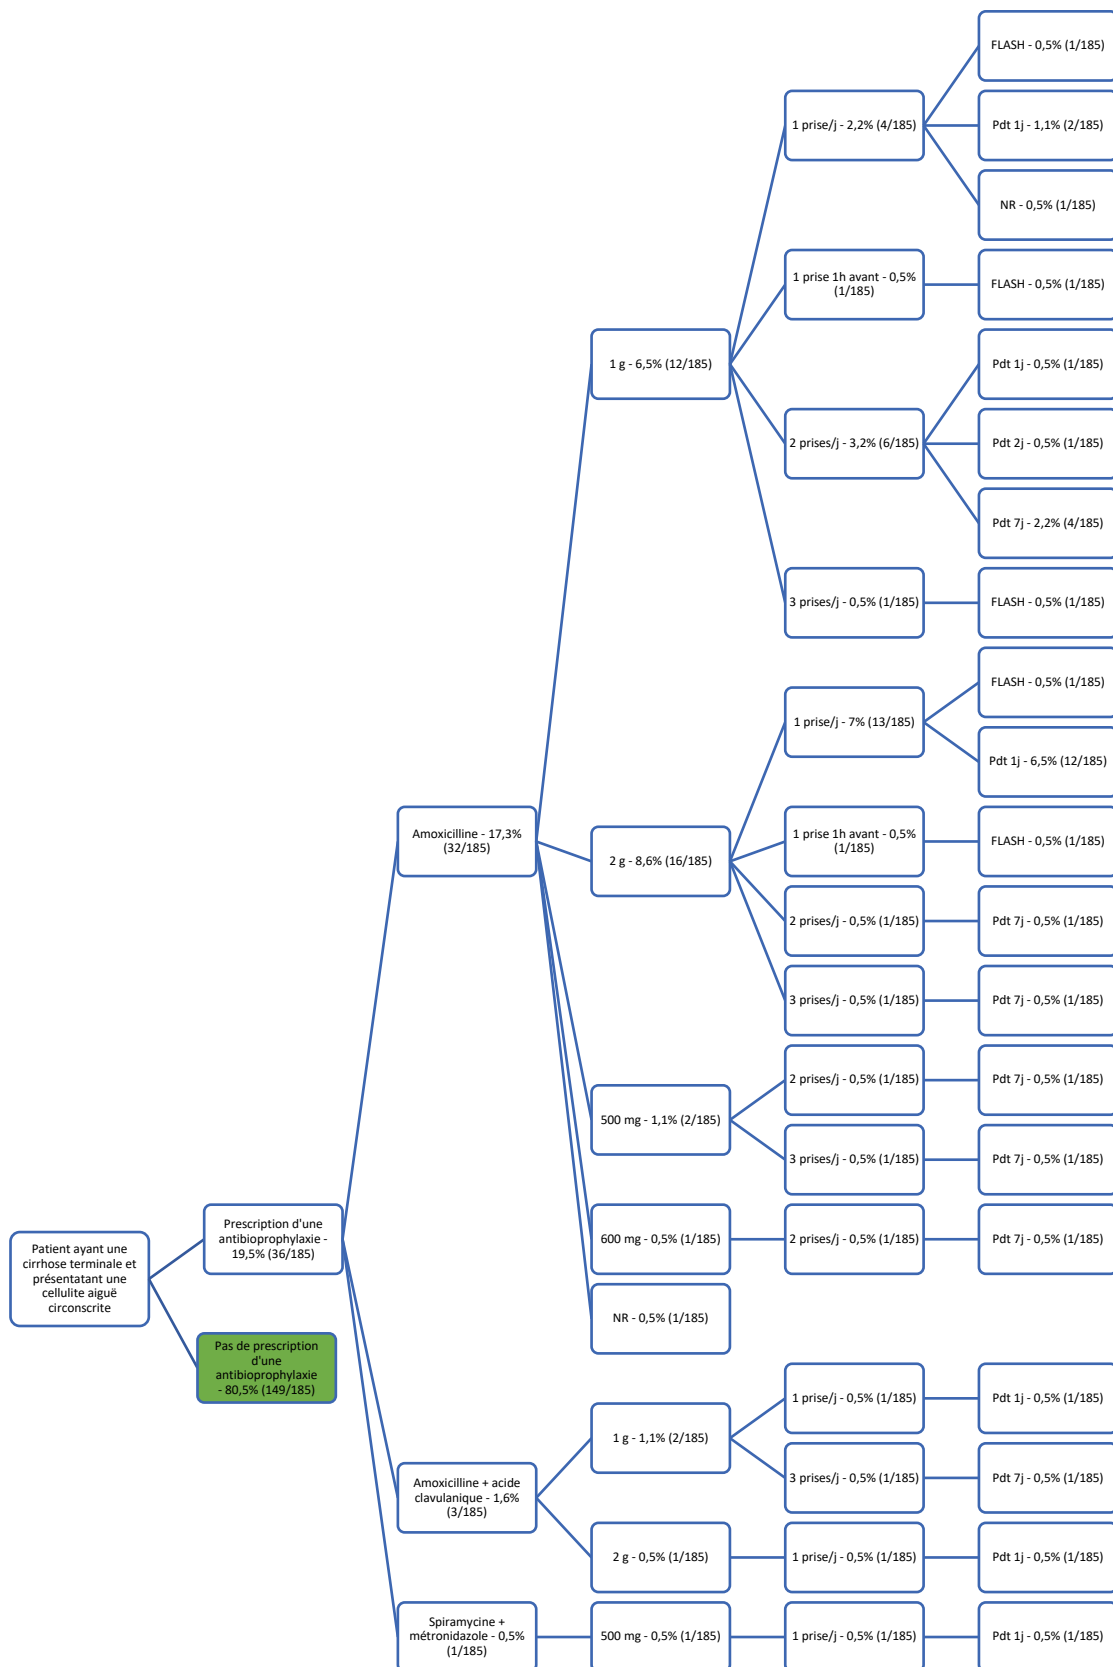 Patient ayant une
cirrhose terminale et
présentatant une
cellulite aiguë
circonscrite
Prescription d'une
antibioprophylaxie -
19,5% (36/185)
Pas de prescription
d'une
antibioprophylaxie
- 80,5% (149/185)
Amoxicilline - 17,3%
(32/185)
1 g - 6,5% (12/185)
1 prise/j - 2,2% (4/185)
FLASH - 0,5% (1/185)
Pdt 1j - 1,1% (2/185)
NR - 0,5% (1/185)
1 prise 1h avant - 0,5%
(1/185)
FLASH - 0,5% (1/185)
2 prises/j - 3,2% (6/185)
Pdt 1j - 0,5% (1/185)
Pdt 2j - 0,5% (1/185)
Pdt 7j - 2,2% (4/185)
3 prises/j - 0,5% (1/185)
FLASH - 0,5% (1/185)
2 g - 8,6% (16/185)
1 prise/j - 7% (13/185)
FLASH - 0,5% (1/185)
Pdt 1j - 6,5% (12/185)
1 prise 1h avant - 0,5%
(1/185)
FLASH - 0,5% (1/185)
2 prises/j - 0,5% (1/185)
Pdt 7j - 0,5% (1/185)
3 prises/j - 0,5% (1/185)
Pdt 7j - 0,5% (1/185)
500 mg - 1,1% (2/185)
2 prises/j - 0,5% (1/185)
Pdt 7j - 0,5% (1/185)
3 prises/j - 0,5% (1/185)
Pdt 7j - 0,5% (1/185)
600 mg - 0,5% (1/185)
2 prises/j - 0,5% (1/185)
Pdt 7j - 0,5% (1/185)
NR - 0,5% (1/185)
Amoxicilline + acide
clavulanique - 1,6%
(3/185)
1 g - 1,1% (2/185)
1 prise/j - 0,5% (1/185)
Pdt 1j - 0,5% (1/185)
3 prises/j - 0,5% (1/185)
Pdt 7j - 0,5% (1/185)
2 g - 0,5% (1/185)
1 prise/j - 0,5% (1/185)
Pdt 1j - 0,5% (1/185)
Spiramycine +
métronidazole - 0,5%
(1/185)
500 mg - 0,5% (1/185)
1 prise/j - 0,5% (1/185)
Pdt 1j - 0,5% (1/185)